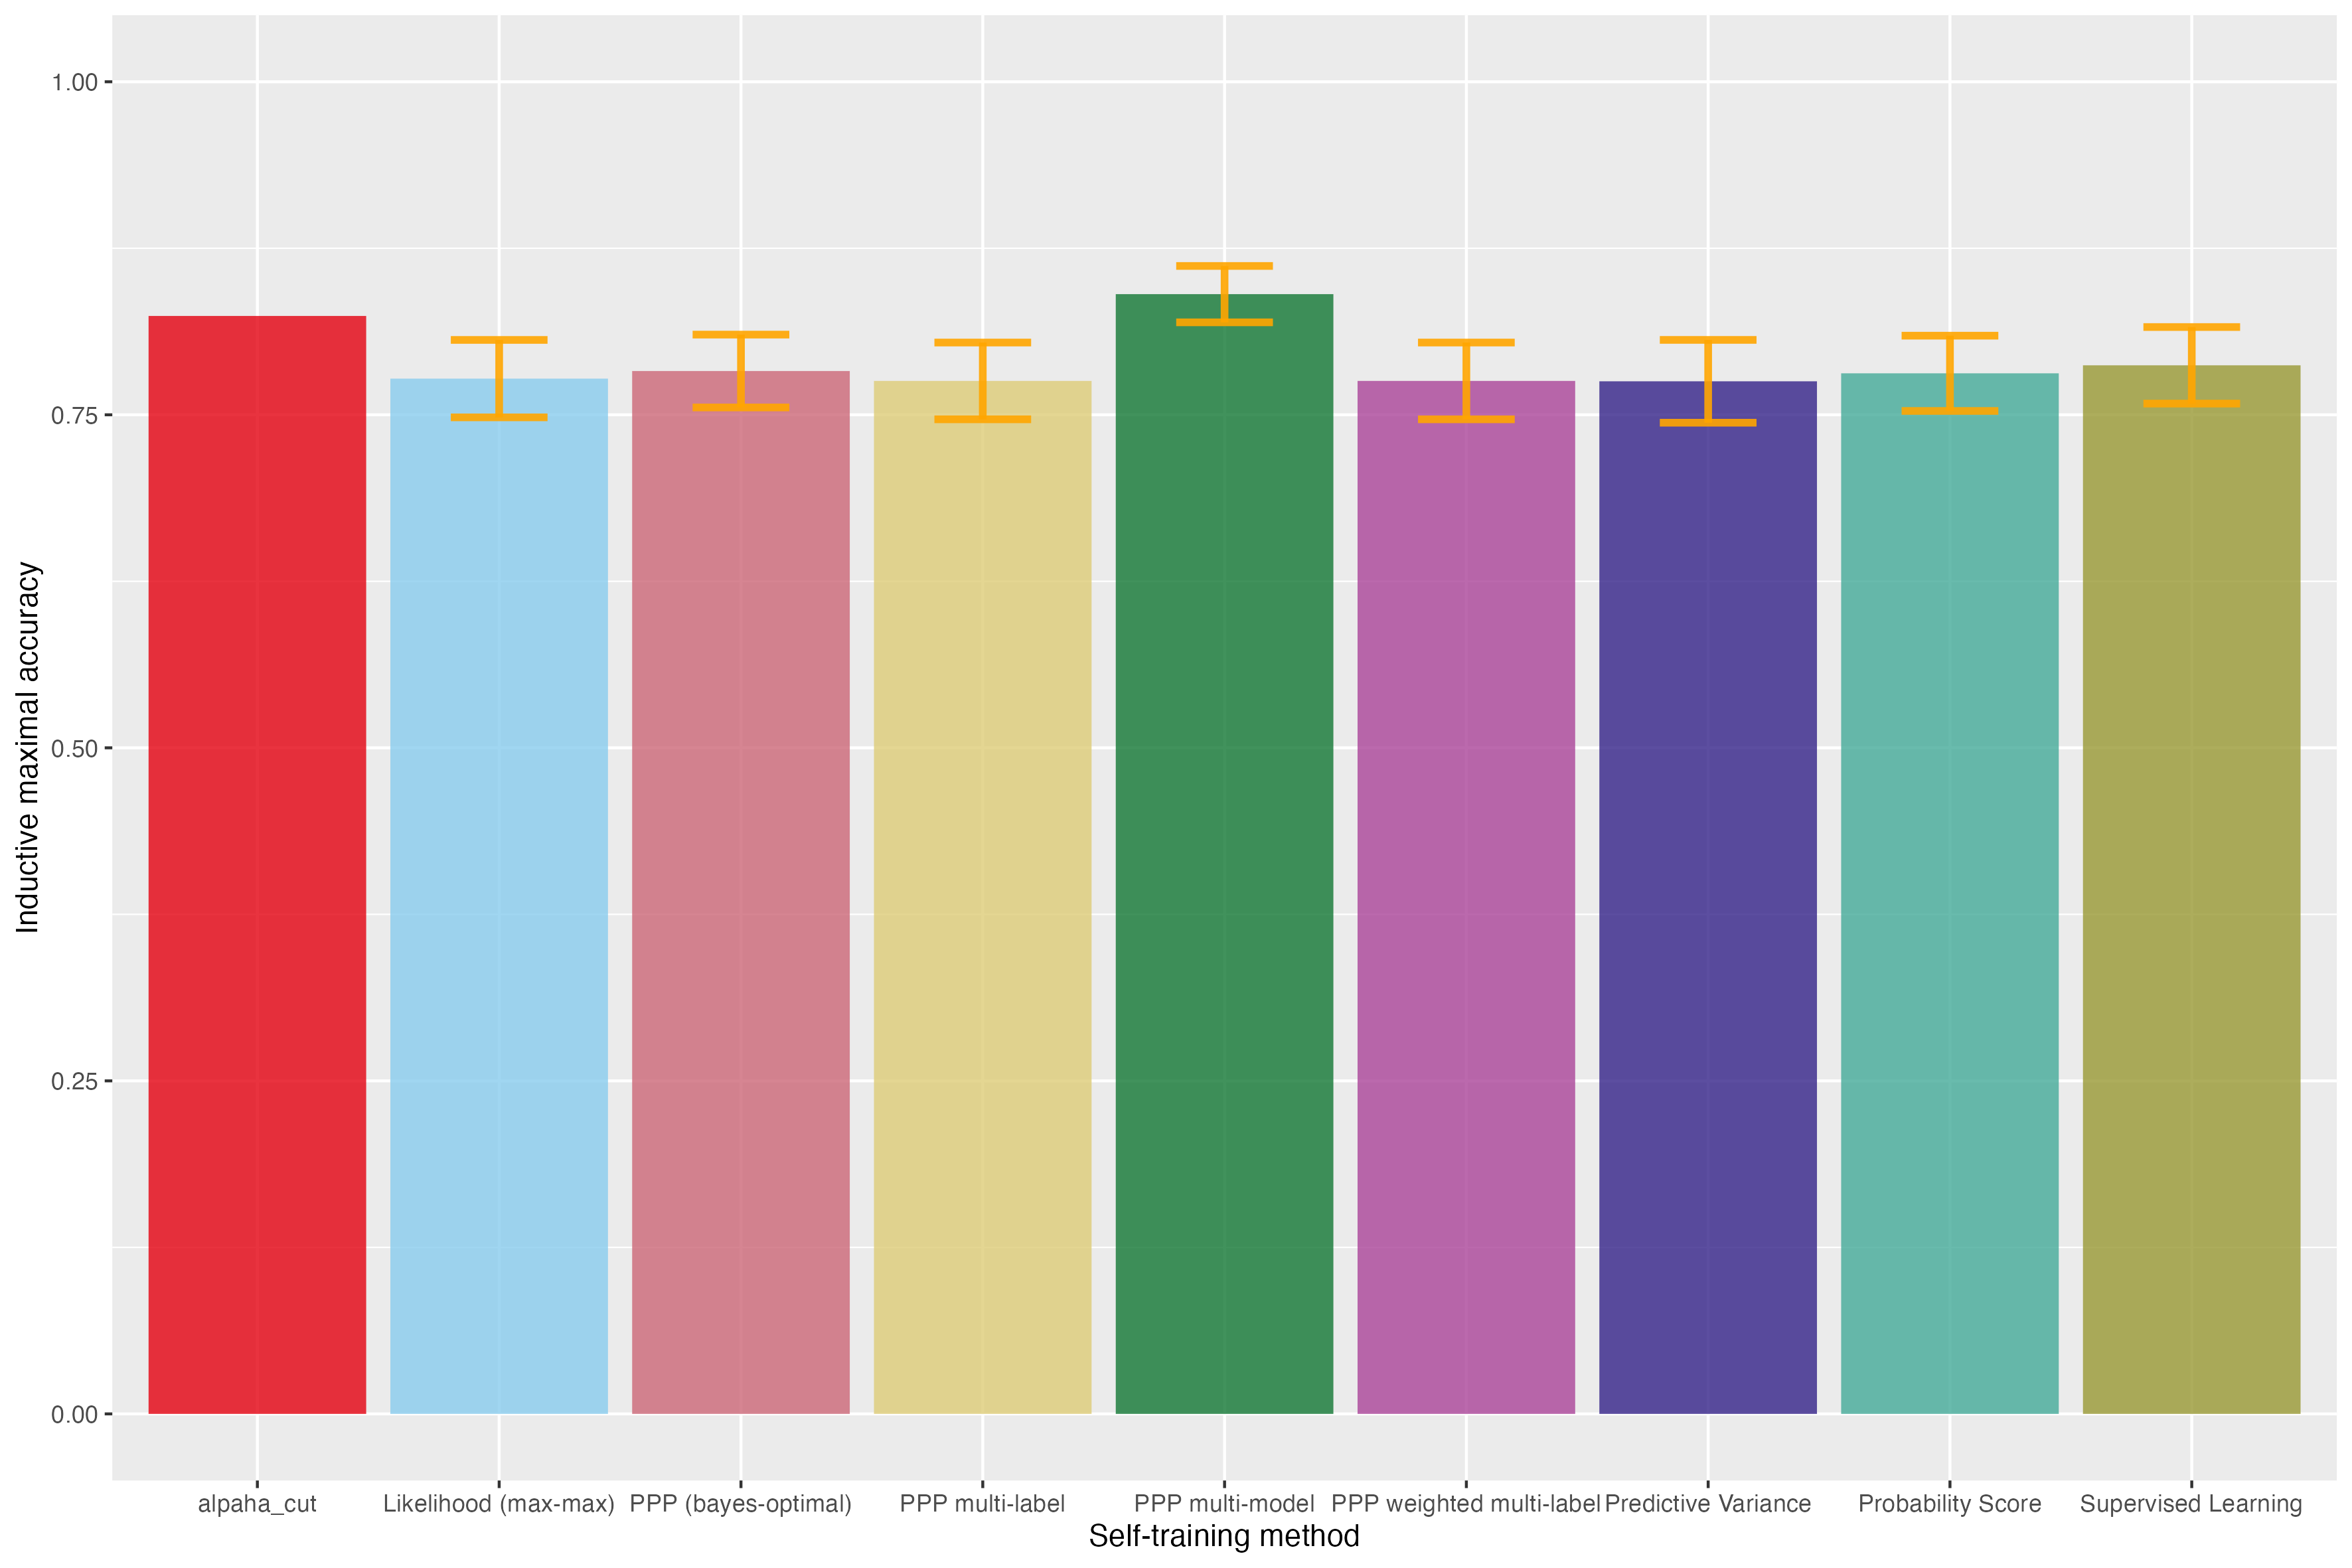 Inductive maximal accuracy
1.00
0.75
0.50
0.25
0.00
alpaha_cut
Likelihood (max-max)
PPP (bayes-optimal)
PPP multi-label
PPP multi-model
PPP weighted multi-label
Predictive Variance
Probability Score
Supervised Learning
Self-training method